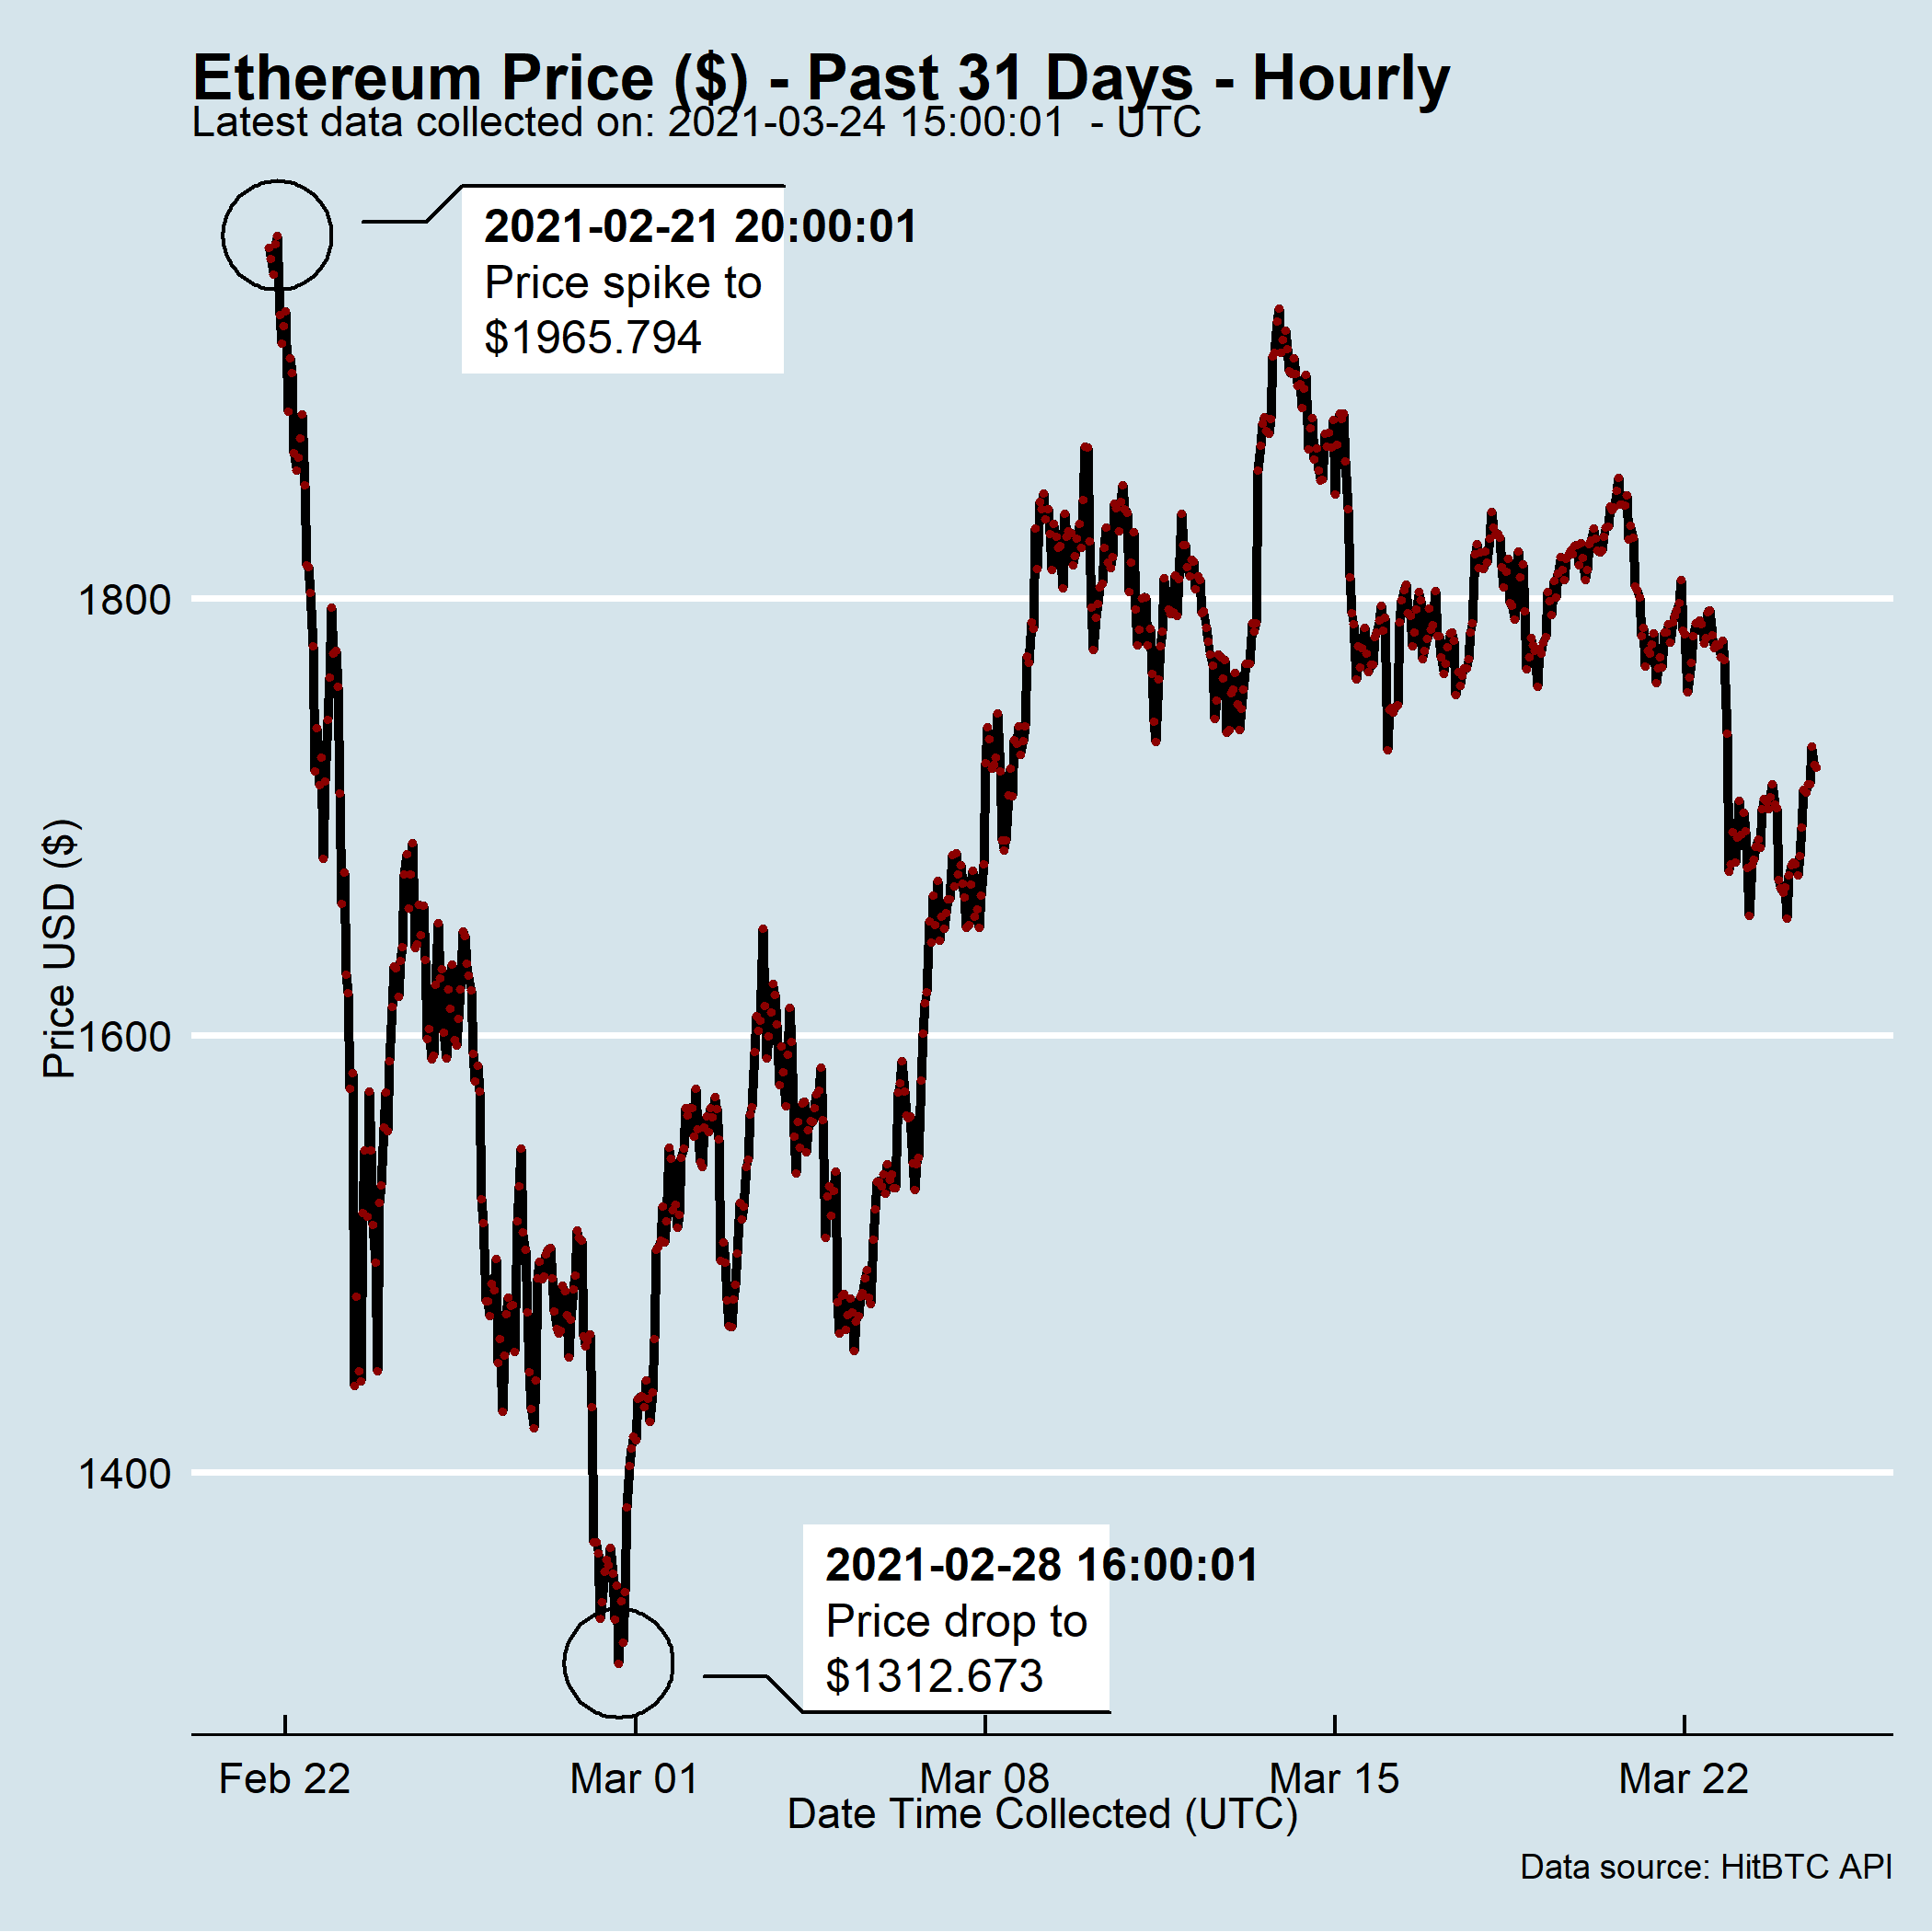 Ethereum Price ($) - Past 31 Days - Hourly
Latest data collected on: 2021-03-24 15:00:01  - UTC
2021-02-21 20:00:01
Price spike to
$1965.794
Price USD ($)
1800
1600
1400
2021-02-28 16:00:01
Price drop to
$1312.673
Feb 22
Mar 01
Mar 08
Mar 15
Mar 22
Date Time Collected (UTC)
Data source: HitBTC API